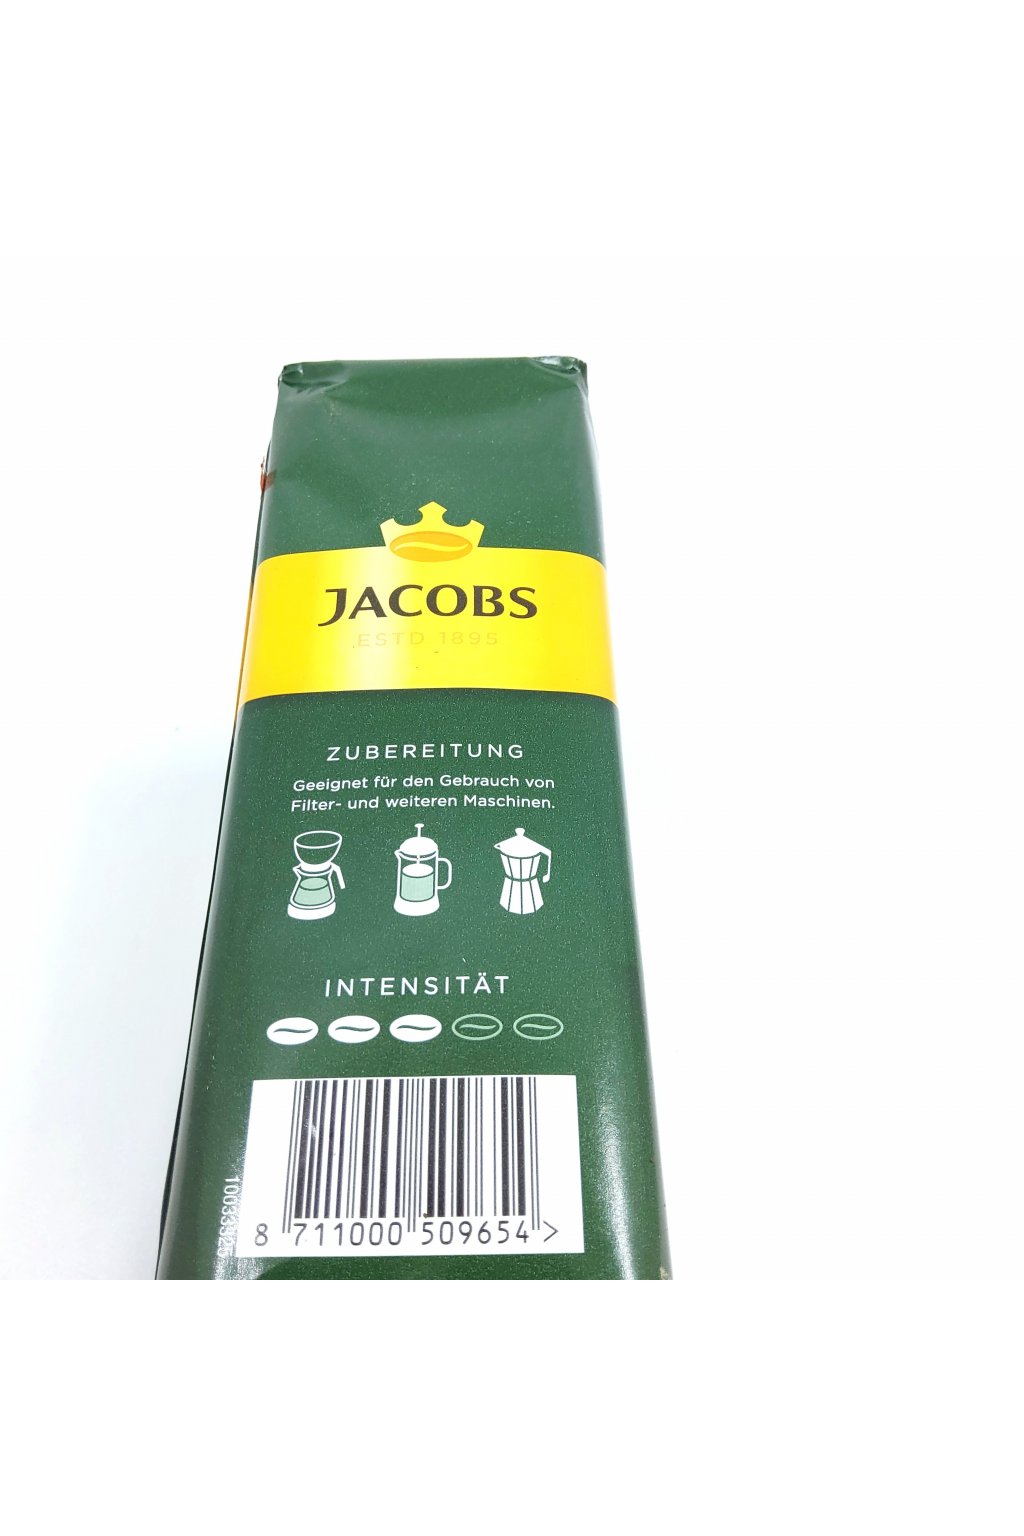 JACOBS
ESTD 1895
ZUBEREITUNG
Geeignet für den Gebrauch von
Filter- und weiteren Maschinen.
INTENSITÄT
8 711000 509654 >